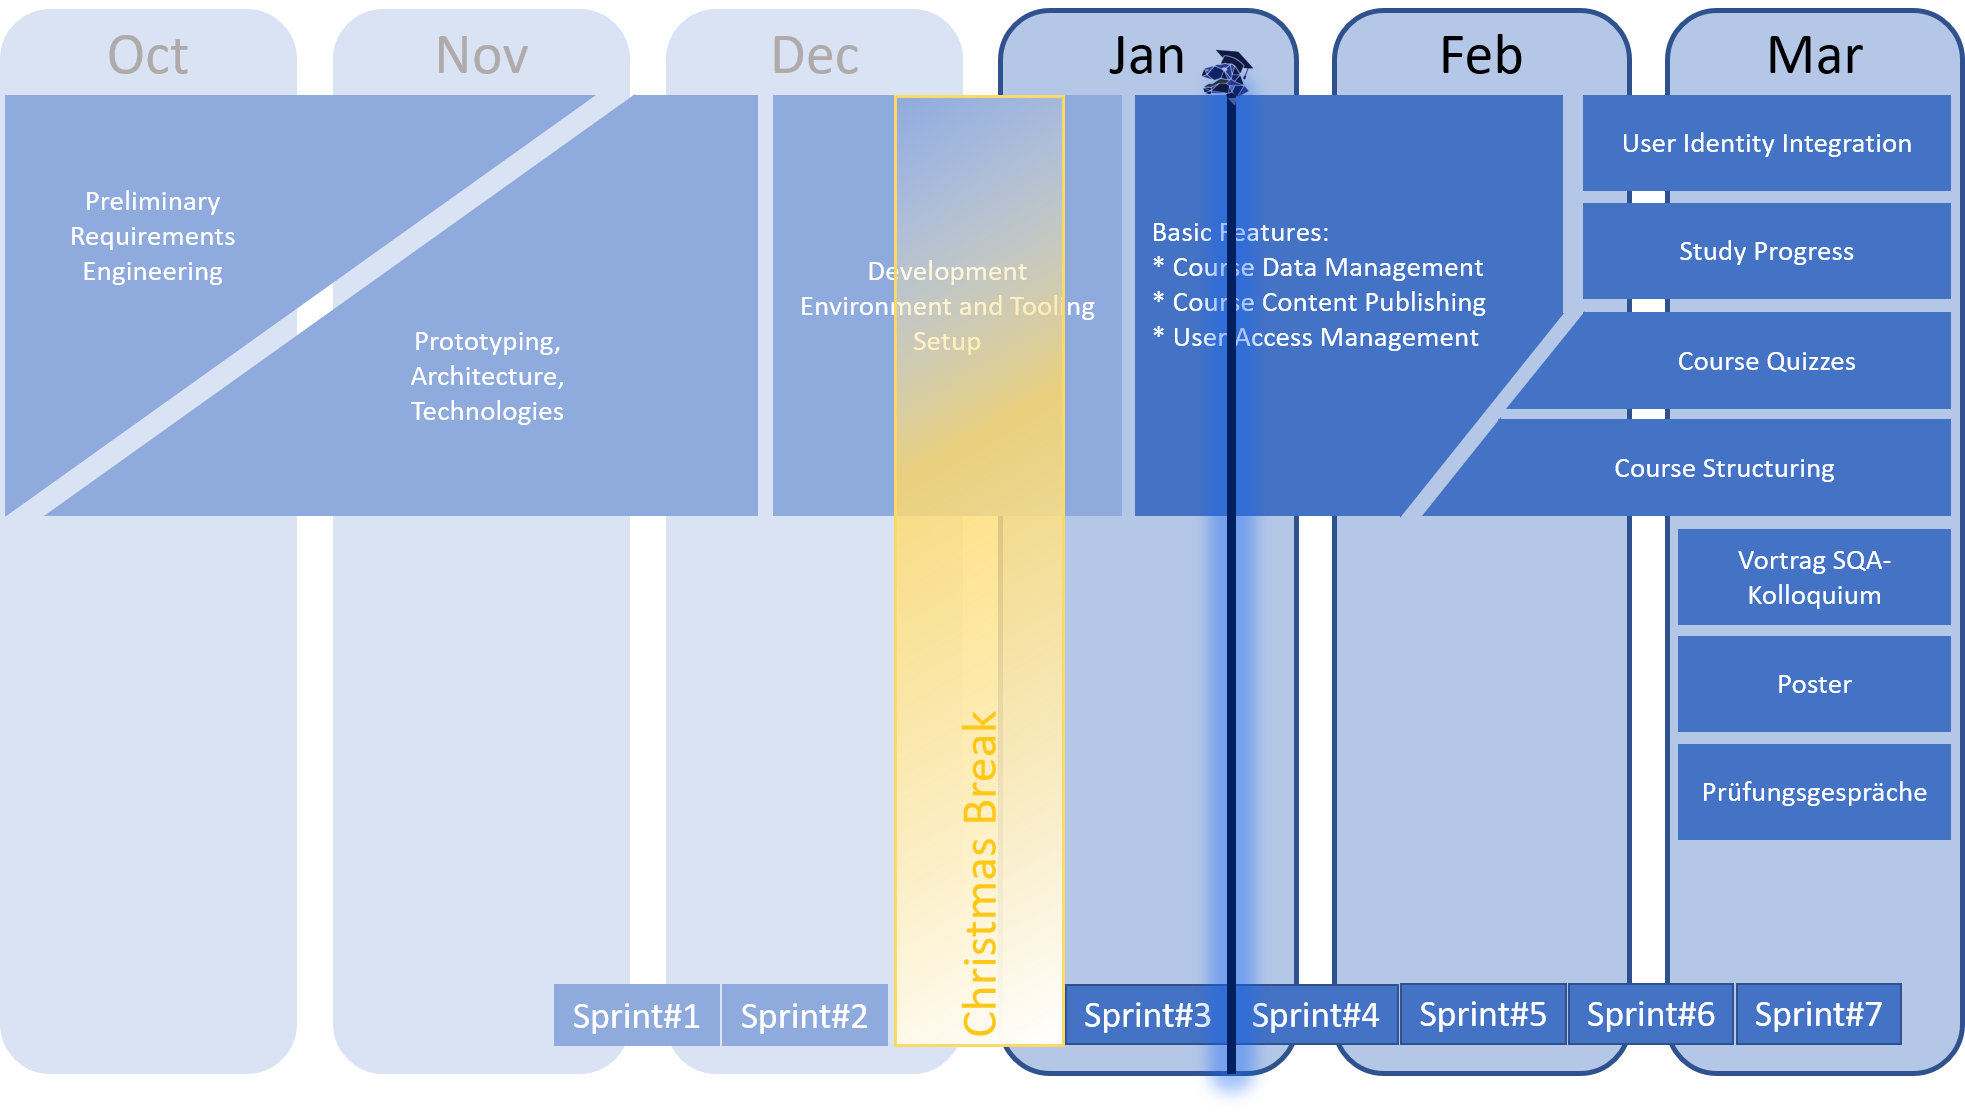 Oct
Nov
Dec
Jan
Feb
Mar
Preliminary
Requirements
Engineering
Prototyping,
Architecture,
Technologies
Development
Environment and Tooling
Setup
Basic Features:
* Course Data Management
* Course Content Publishing
* User Access Management
User Identity Integration
Study Progress
Course Quizzes
Course Structuring
Vortrag SQA-
Kolloquium
Poster
Prüfungsgespräche
Christmas Break
Sprint#1
Sprint#2
Sprint#3
Sprint#4
Sprint#5
Sprint#6
Sprint#7